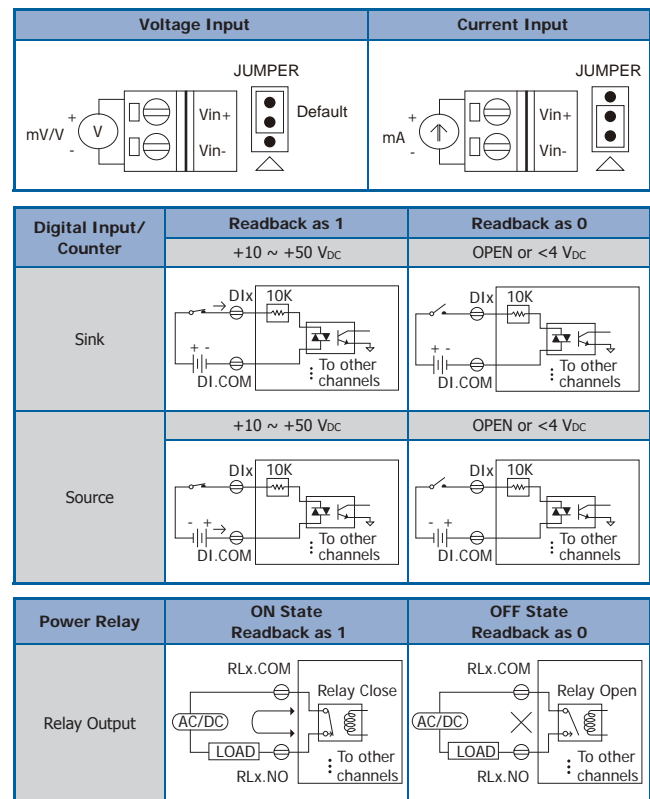 Voltage Input
Current Input
JUMPER
Default
mV/V
+
-
V
Vin+
Vin-
JUMPER
mA
+
-
Vin+
Vin-
Digital Input/
Counter
Readback as 1
Readback as 0
+10 ~ +50 VDC
OPEN or <4 VDC
Sink
DIx
10K
+ -
DI.COM
To other
channels
DIx
10K
+ -
DI.COM
To other
channels
+10 ~ +50 VDC
OPEN or <4 VDC
Source
DIx
10K
- +
DI.COM
To other
channels
DIx
10K
- +
DI.COM
To other
channels
Power Relay
ON State
Readback as 1
OFF State
Readback as 0
Relay Output
RLx.COM
Relay Close
AC/DC
LOAD
RLx.NO
To other
channels
RLx.COM
Relay Open
AC/DC
LOAD
RLx.NO
To other
channels